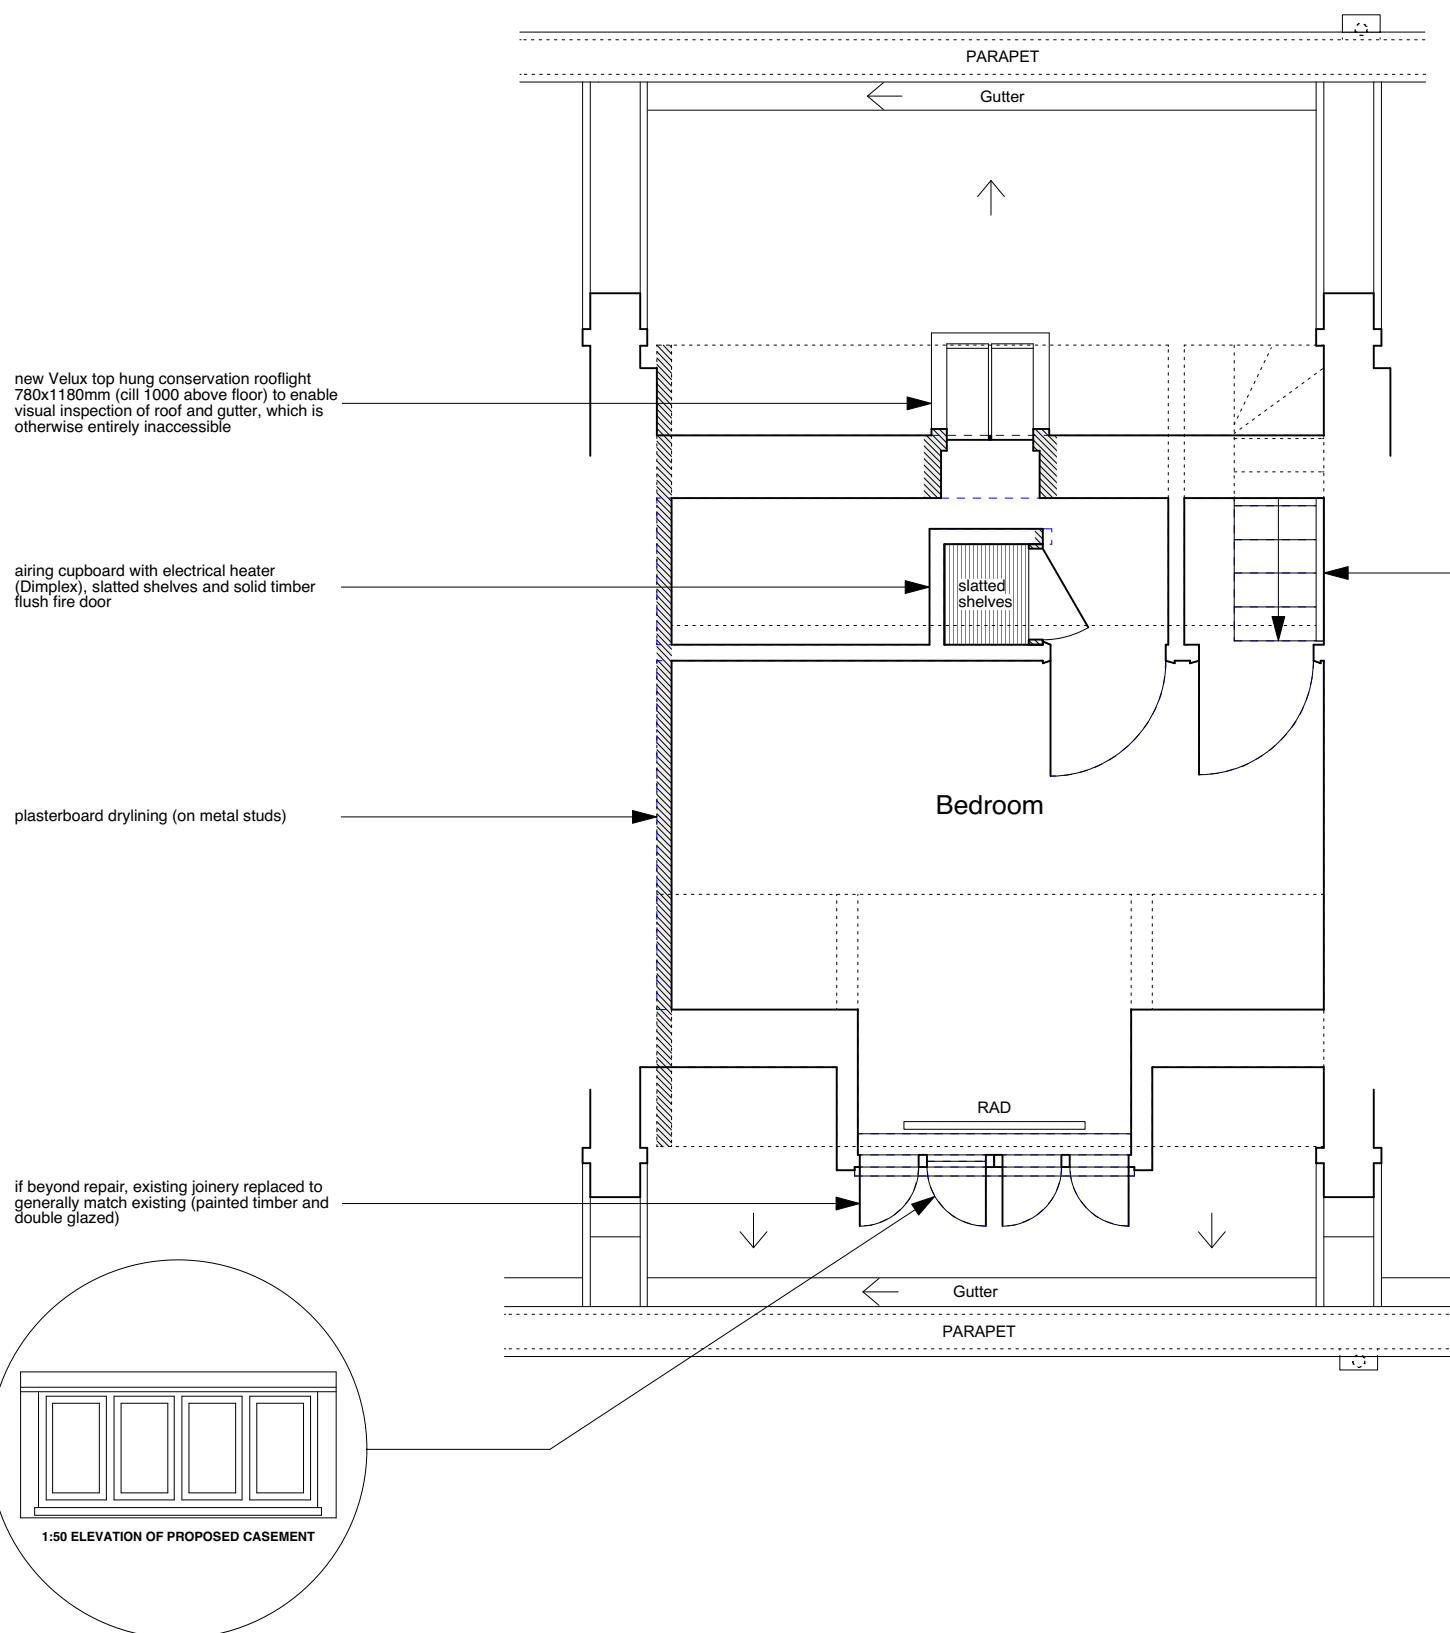 PARAPET
Gutter
new Velux top hung conservation rooflight
780x1180mm (cill 1000 above floor) to enable
visual inspection of roof and gutter, which is
otherwise entirely inaccessible
airing cupboard with electrical heater
(Dimplex), slatted shelves and solid timber
flush fire door
slatted
shelves
plasterboard drylining (on metal studs)
Bedroom
RAD
if beyond repair, existing joinery replaced to
generally match existing (painted timber and
double glazed)
Gutter
PARAPET
1:50 ELEVATION OF PROPOSED CASEMENT